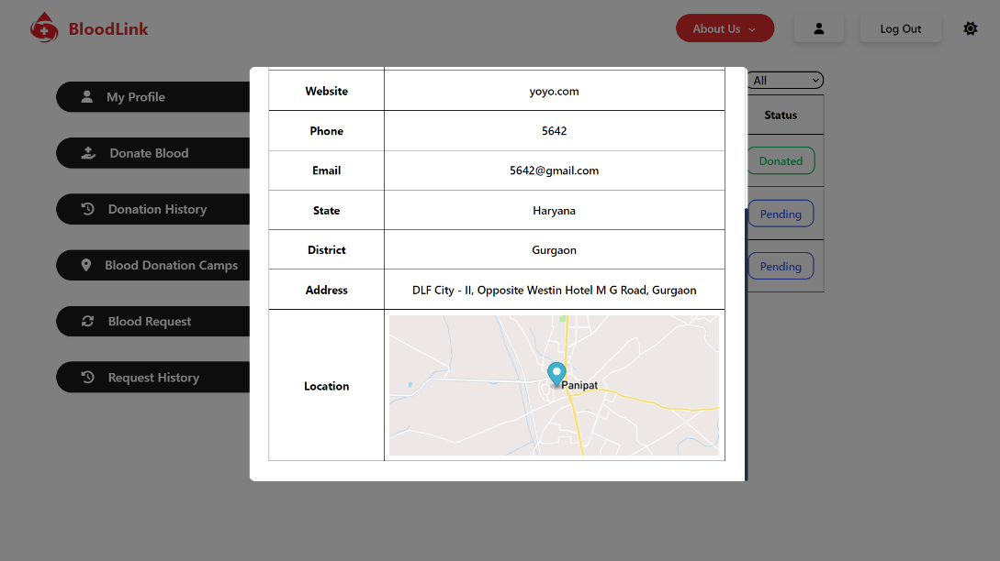 BloodLink
About Us
Log Out
My Profile
Donate Blood
Donation History
Blood Donation Camps
Blood Request
Request History
Website yoyo.com
Phone 5642
Email 5642@gmail.com
State Haryana
District Gurgaon
Address DLF City - II, Opposite Westin Hotel M G Road, Gurgaon
Location
Panipat
All
Status
Donated
Pending
Pending